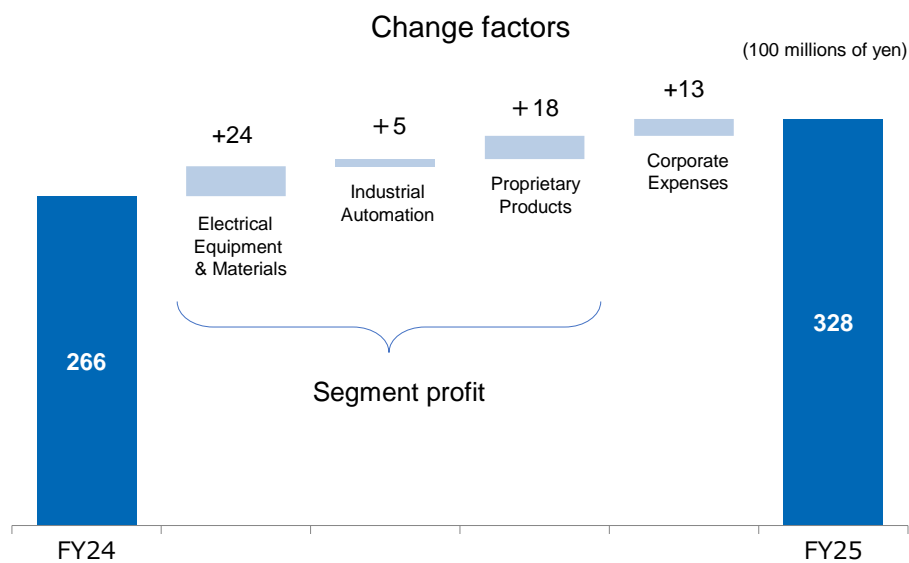 Change factors
(100 millions of yen)
+24
+5
+18
+13
Electrical
Equipment
& Materials
Industrial
Automation
Proprietary
Products
Corporate
Expenses
266
328
Segment profit
FY24
FY25